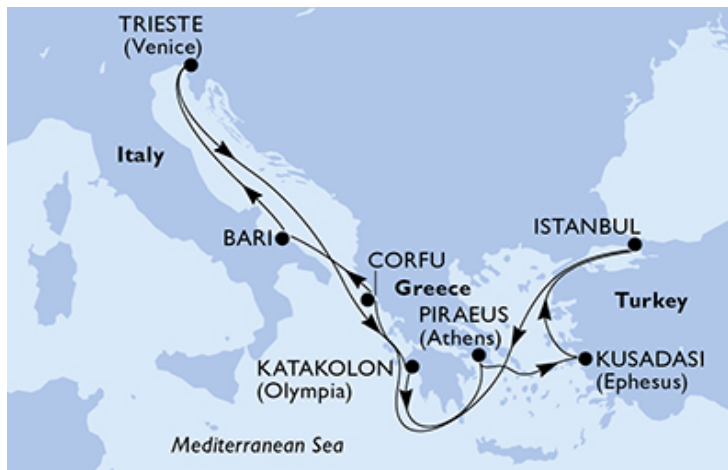 TRIESTE
(Venice)
Italy
BARI
CORFU
Greece
ISTANBUL
Turkey
PIRAEUS
(Athens)
KATAKOLON
(Olympia)
KUSADASI
(Ephesus)
Mediterranean Sea